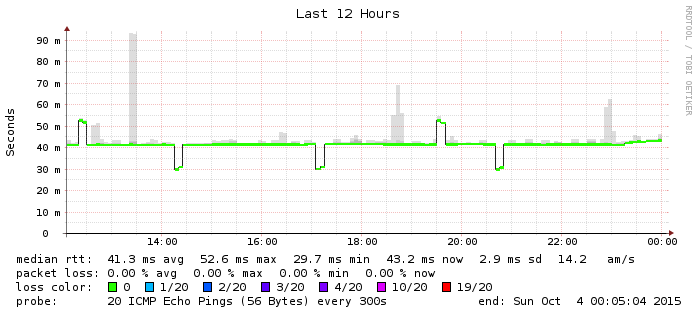 Last 12 Hours
RRDTOOL / TOBI OETIKER
Seconds
90 m
80 m
70 m
60 m
50 m
40 m
30 m
20 m
10 m
0
14:00 16:00 18:00 20:00 22:00 00:00
median rtt: 41.3 ms avg 52.6 ms max 29.7 ms min 43.2 ms now 2.9 ms sd 14.2 am/s
packet loss: 0.00 % avg 0.00 % max 0.00 % min 0.00 % now
loss color: 0 1/20 2/20 3/20 4/20 10/20 19/20
probe: 20 ICMP Echo Pings (56 Bytes) every 300s end: Sun Oct 4 00:05:04 2015